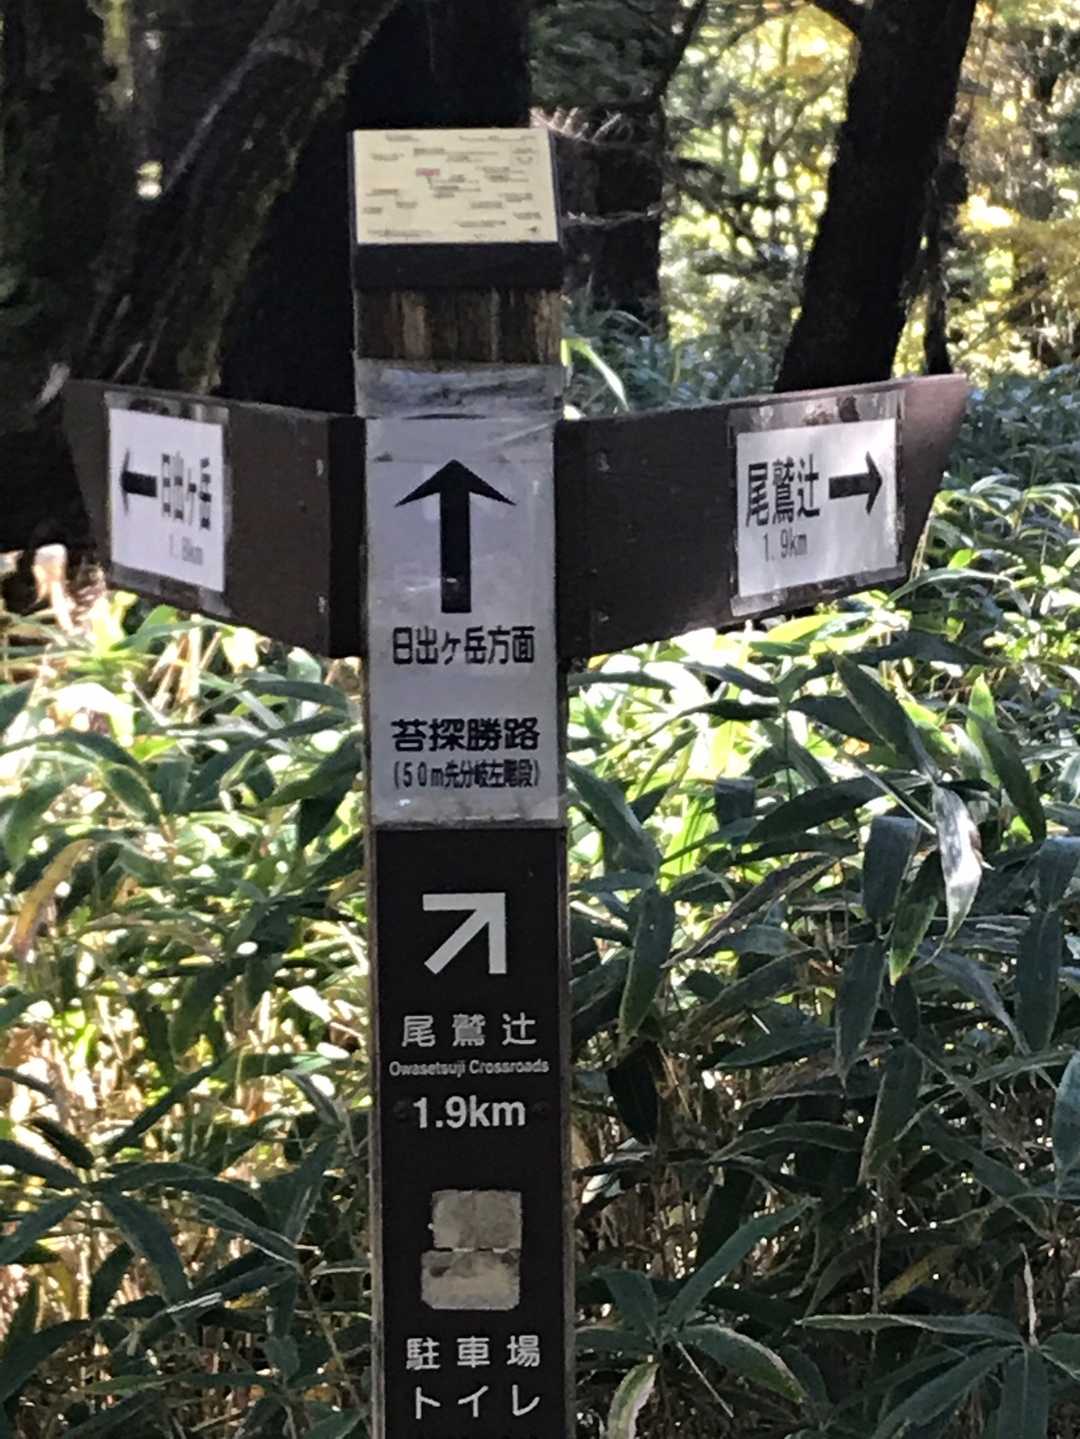 ← 日出ヶ岳
1.8km
↑
日出ヶ岳方面
苔探勝路
(50m先分岐左階段)
尾鷲辻 →
1.9km
↗
尾鷲辻
Owasetsuji Crossroads
1.9km
駐車場
トイレ